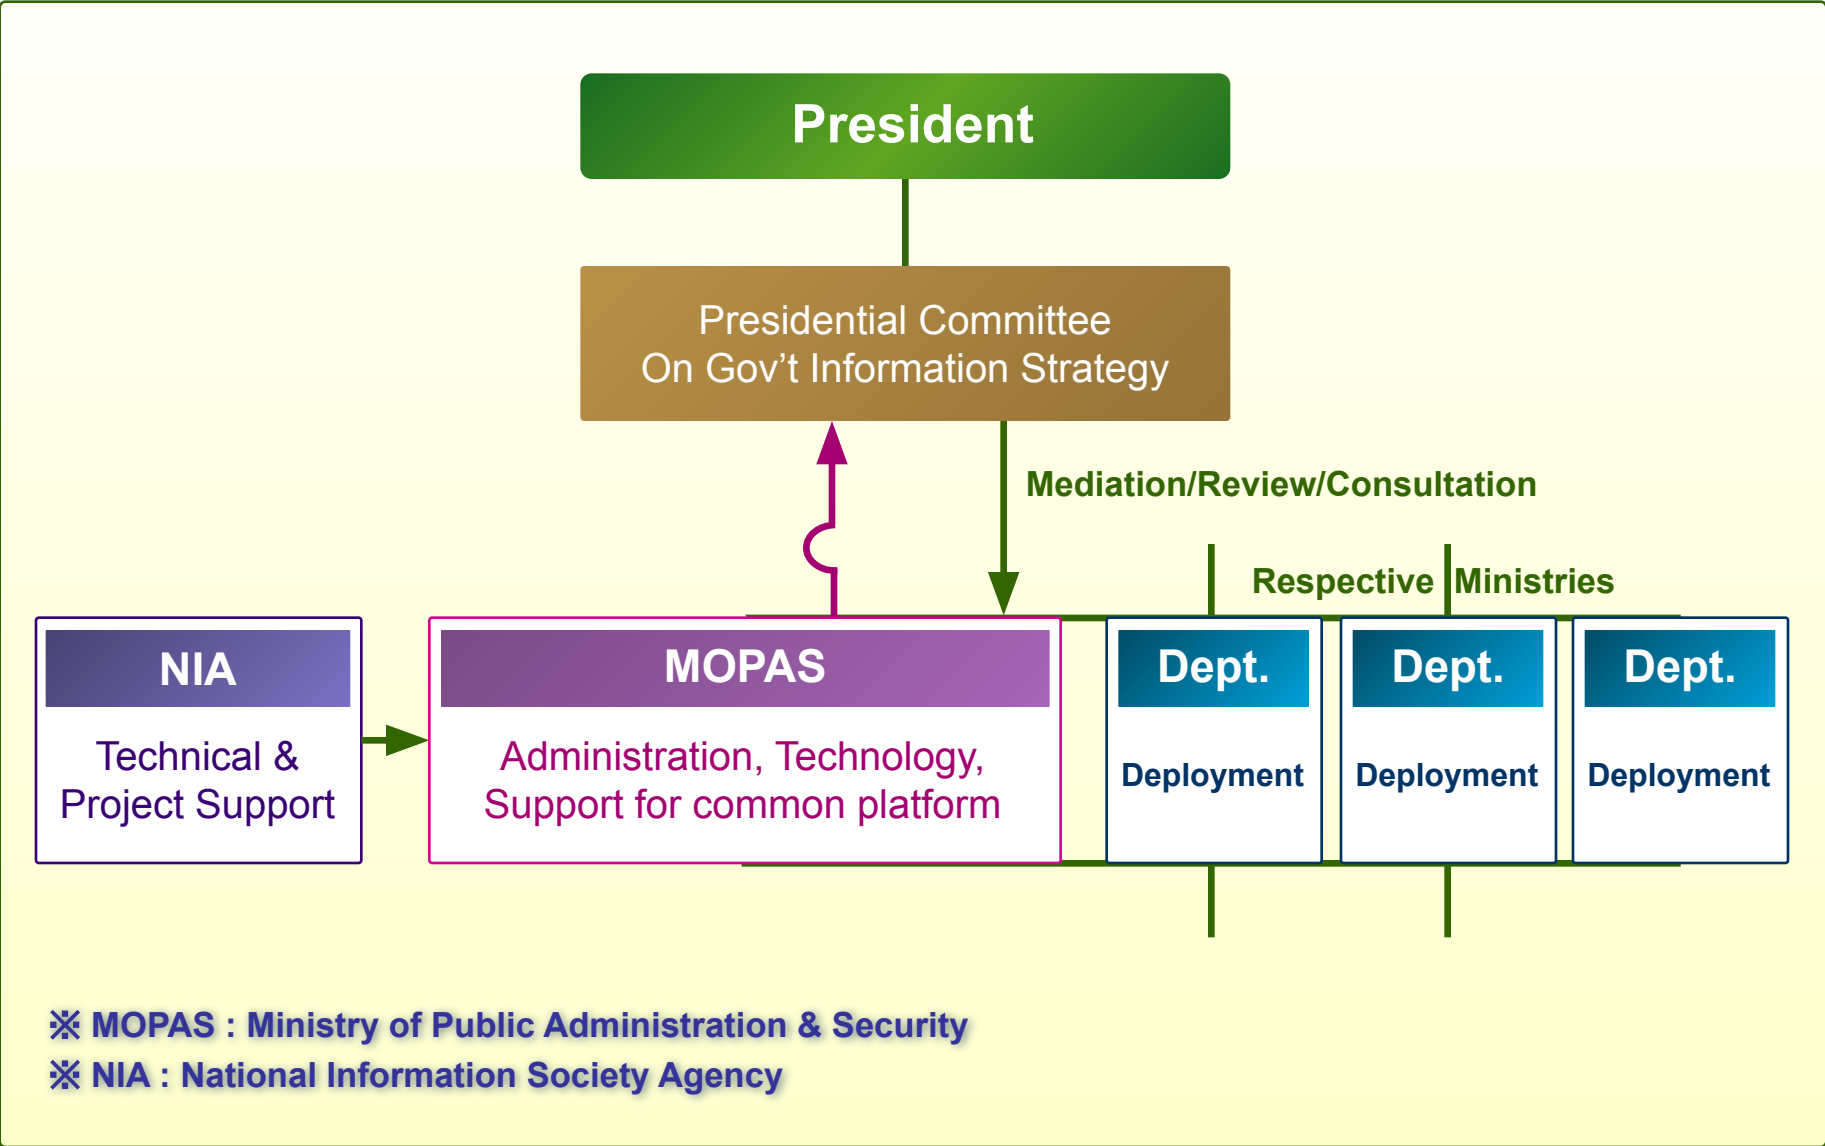 President
Presidential Committee
On Gov’t Information Strategy
Mediation/Review/Consultation
Respective Ministries
NIA
Technical &
Project Support
MOPAS
Administration, Technology,
Support for common platform
Dept.
Deployment
Dept.
Deployment
Dept.
Deployment
※ MOPAS : Ministry of Public Administration & Security
※ NIA : National Information Society Agency